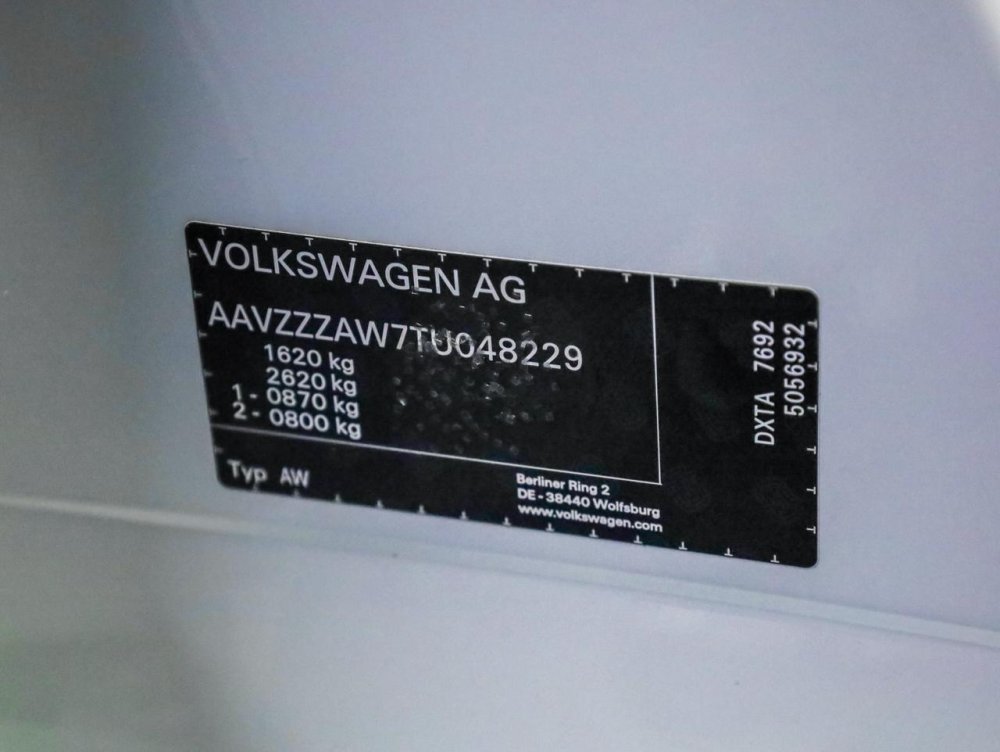 VOLKSWAGEN AG
AAVZZZAW7TU048229
1620 kg
2620 kg
1 - 0870 kg
2 - 0800 kg
Typ AW
Berliner Ring 2
DE - 38440 Wolfsburg
www.volkswagen.com
DXTA 7692
5056932